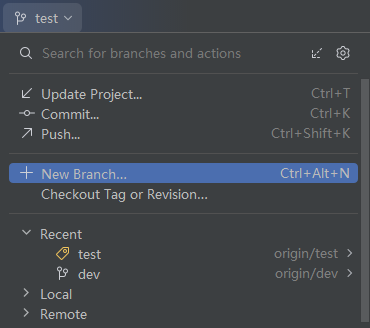 test
Search for branches and actions
Update Project... Ctrl+T
Commit... Ctrl+K
Push... Ctrl+Shift+K
New Branch... Ctrl+Alt+N
Checkout Tag or Revision...
Recent
test origin/test
dev origin/dev
Local
Remote